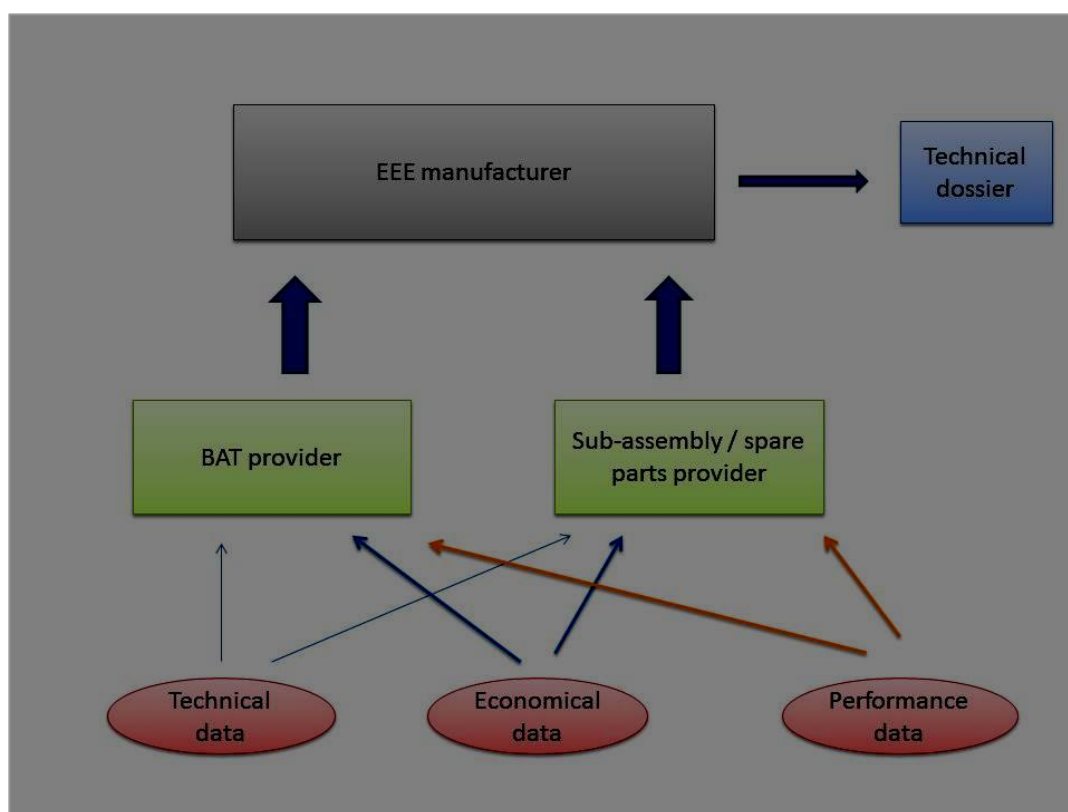 EEE manufacturer
Technical
dossier
BAT provider
Sub-assembly / spare
parts provider
Technical
data
Economical
data
Performance
data